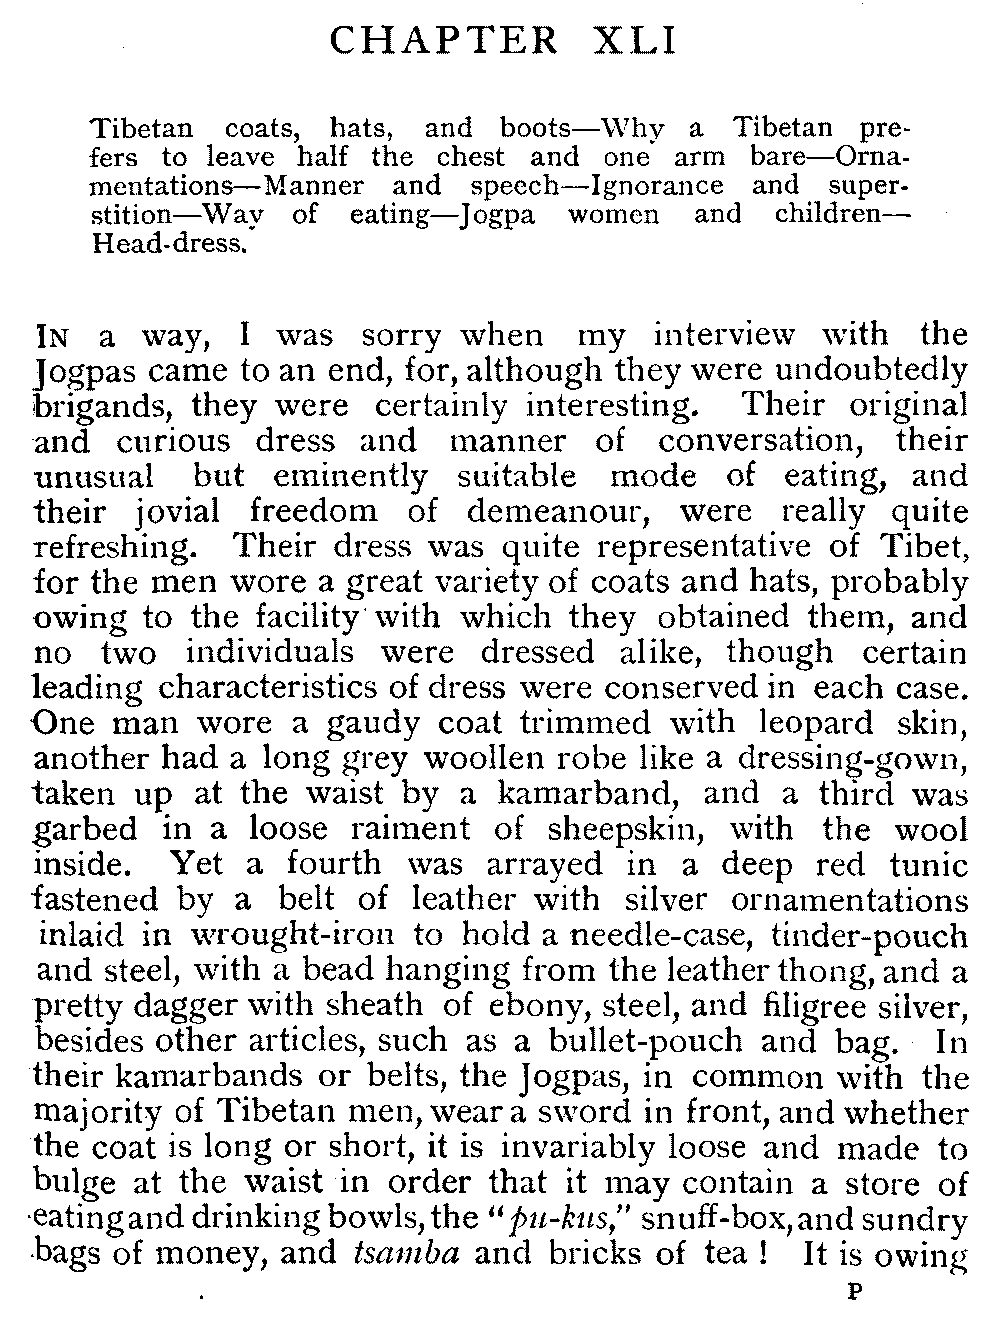 CHAPTER XLI
Tibetan coats, hats, and boots—Why a Tibetan pre-
fers to leave half the chest and one arm bare—Orna-
mentations—Manner and speech—Ignorance and super-
stition—Way of eating—Jogpa women and children—
Head-dress.
IN a way, I was sorry when my interview with the
Jogpas came to an end, for, although they were undoubtedly
brigands, they were certainly interesting. Their original
and curious dress and manner of conversation, their
unusual but eminently suitable mode of eating, and
their jovial freedom of demeanour, were really quite
refreshing. Their dress was quite representative of Tibet,
for the men wore a great variety of coats and hats, probably
owing to the facility with which they obtained them, and
no two individuals were dressed alike, though certain
leading characteristics of dress were conserved in each case.
One man wore a gaudy coat trimmed with leopard skin,
another had a long grey woollen robe like a dressing-gown,
taken up at the waist by a kamarband, and a third was
garbed in a loose raiment of sheepskin, with the wool
inside. Yet a fourth was arrayed in a deep red tunic
fastened by a belt of leather with silver ornamentations
inlaid in wrought-iron to hold a needle-case, tinder-pouch
and steel, with a bead hanging from the leather thong, and a
pretty dagger with sheath of ebony, steel, and filigree silver,
besides other articles, such as a bullet-pouch and bag. In
their kamarbands or belts, the Jogpas, in common with the
majority of Tibetan men, wear a sword in front, and whether
the coat is long or short, it is invariably loose and made to
bulge at the waist in order that it may contain a store of
eating and drinking bowls, the "pu-kus," snuff-box, and sundry
bags of money, and tsamba and bricks of tea ! It is owing
P